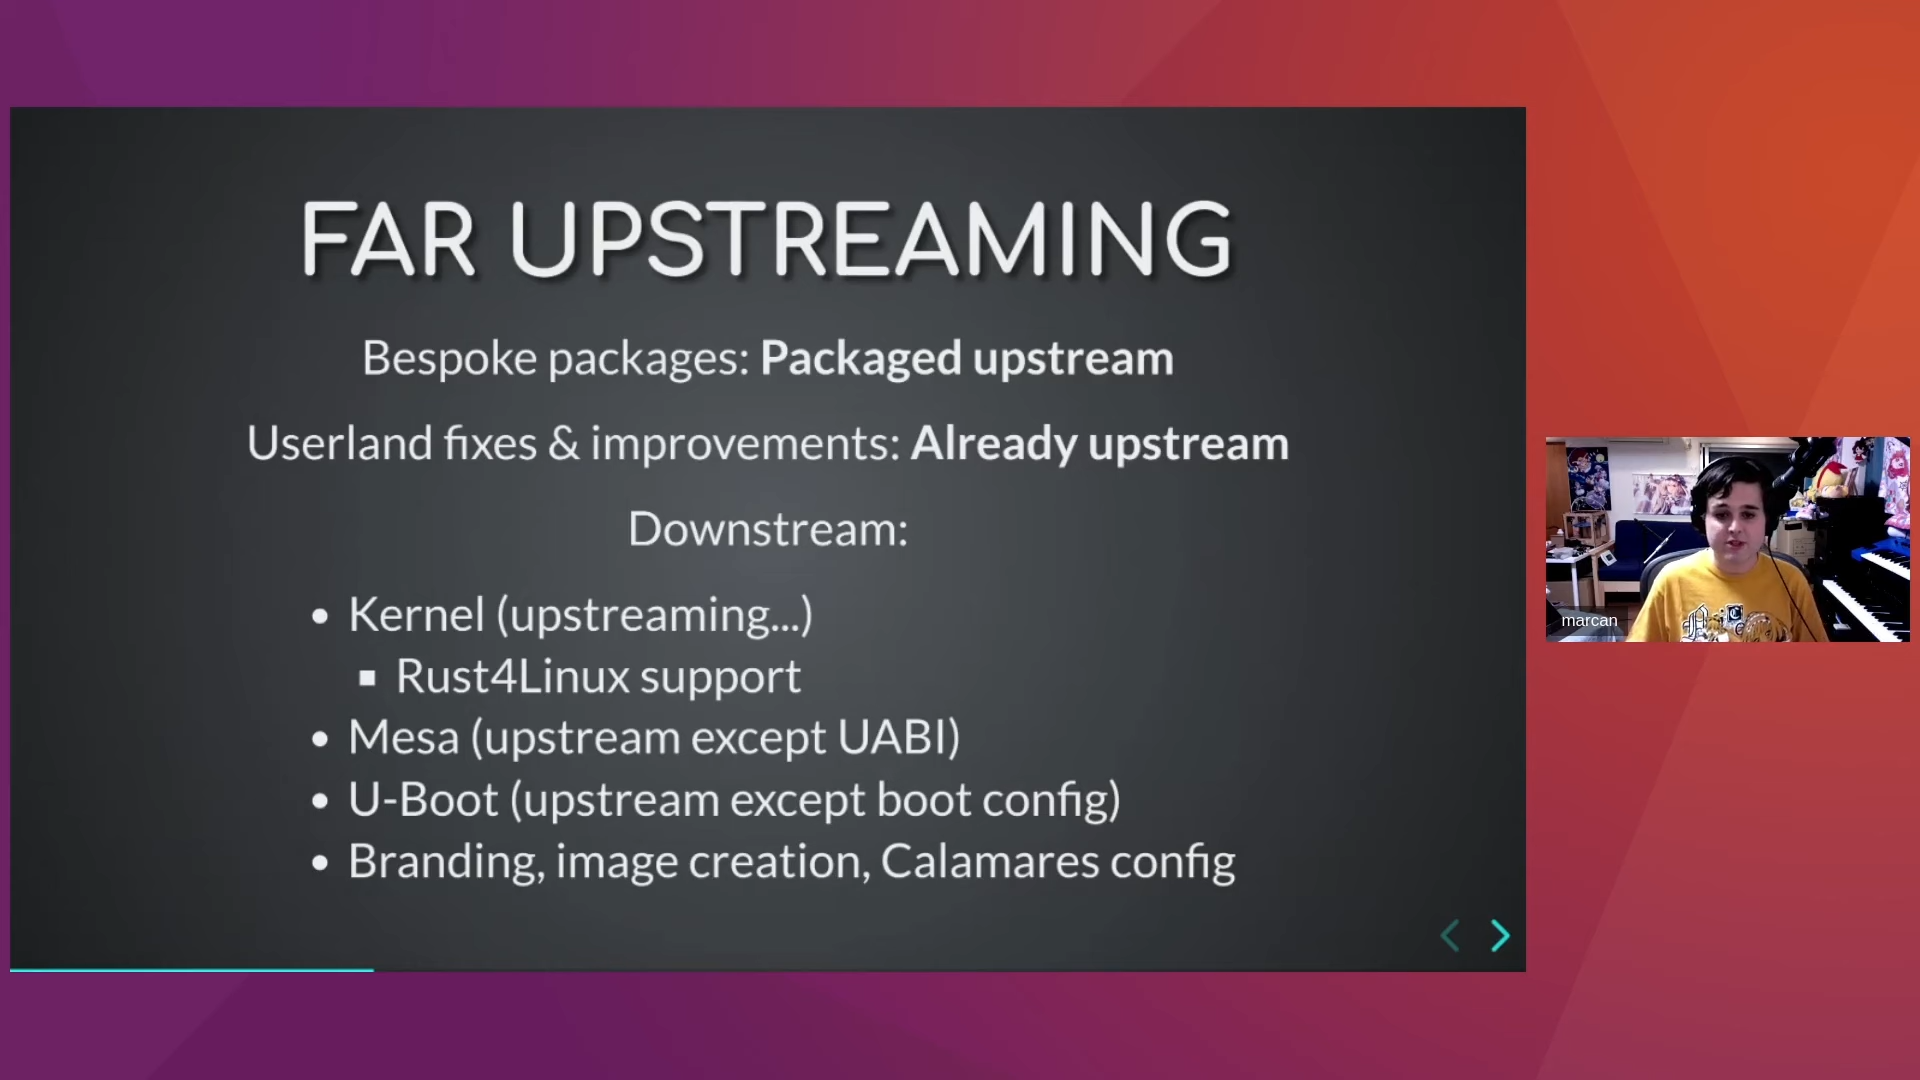 FAR UPSTREAMING
Bespoke packages: Packaged upstream
Userland fixes & improvements: Already upstream
Downstream:
Kernel (upstreaming...)
Rust4Linux support
Mesa (upstream except UABI)
U-Boot (upstream except boot config)
Branding, image creation, Calamares config
marcan